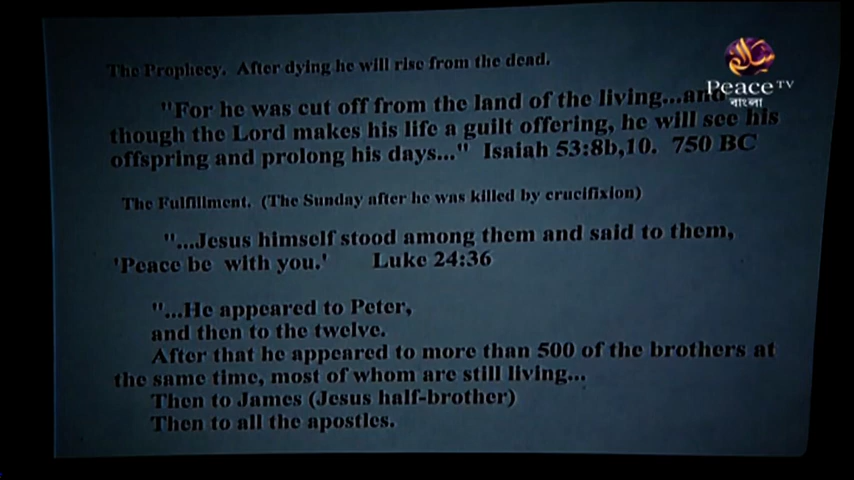 The Prophecy. After dying he will rise from the dead.
Peace TV
বাংলা
"For he was cut off from the land of the living...and
though the Lord makes his life a guilt offering, he will see his
offspring and prolong his days..." Isaiah 53:8b,10. 750 BC
The Fulfillment. (The Sunday after he was killed by crucifixion)
"...Jesus himself stood among them and said to them,
'Peace be with you.' Luke 24:36
"...He appeared to Peter,
and then to the twelve.
After that he appeared to more than 500 of the brothers at
the same time, most of whom are still living...
Then to James (Jesus half-brother)
Then to all the apostles.